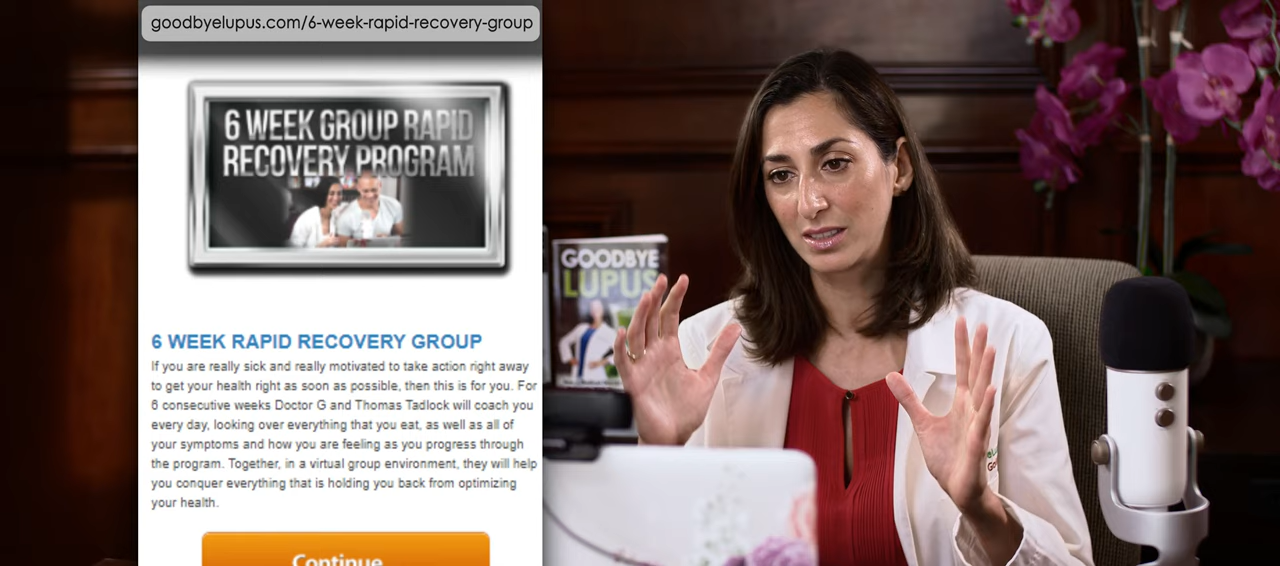 goodbyelupus.com/6-week-rapid-recovery-group
6 WEEK GROUP RAPID
RECOVERY PROGRAM
6 WEEK RAPID RECOVERY GROUP
If you are really sick and really motivated to take action right away
to get your health right as soon as possible, then this is for you. For
6 consecutive weeks Doctor G and Thomas Tadlock will coach you
every day, looking over everything that you eat, as well as all of
your symptoms and how you are feeling as you progress through
the program. Together, in a virtual group environment, they will help
you conquer everything that is holding you back from optimizing
your health.
Continue
GOODBYE
LUPUS